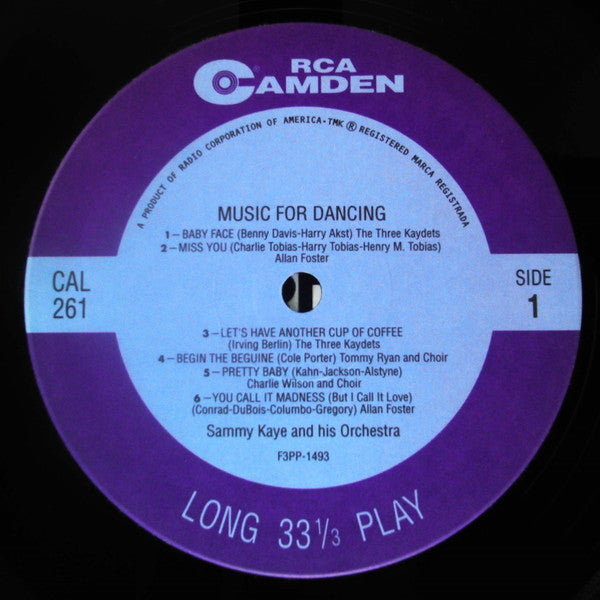 RCA
CAMDEN
A PRODUCT OF RADIO CORPORATION OF AMERICA•TMK ® REGISTERED MARCA REGISTRADA
MUSIC FOR DANCING
1—BABY FACE (Benny Davis-Harry Akst) The Three Kaydets
2—MISS YOU (Charlie Tobias-Harry Tobias-Henry M. Tobias)
Allan Foster
CAL
261
SIDE
1
3—LET'S HAVE ANOTHER CUP OF COFFEE
(Irving Berlin) The Three Kaydets
4—BEGIN THE BEGUINE (Cole Porter) Tommy Ryan and Choir
5—PRETTY BABY (Kahn-Jackson-Alstyne)
Charlie Wilson and Choir
6—YOU CALL IT MADNESS (But I Call It Love)
(Conrad-DuBois-Columbo-Gregory) Allan Foster
Sammy Kaye and his Orchestra
F3PP-1493
LONG 33 1/3 PLAY